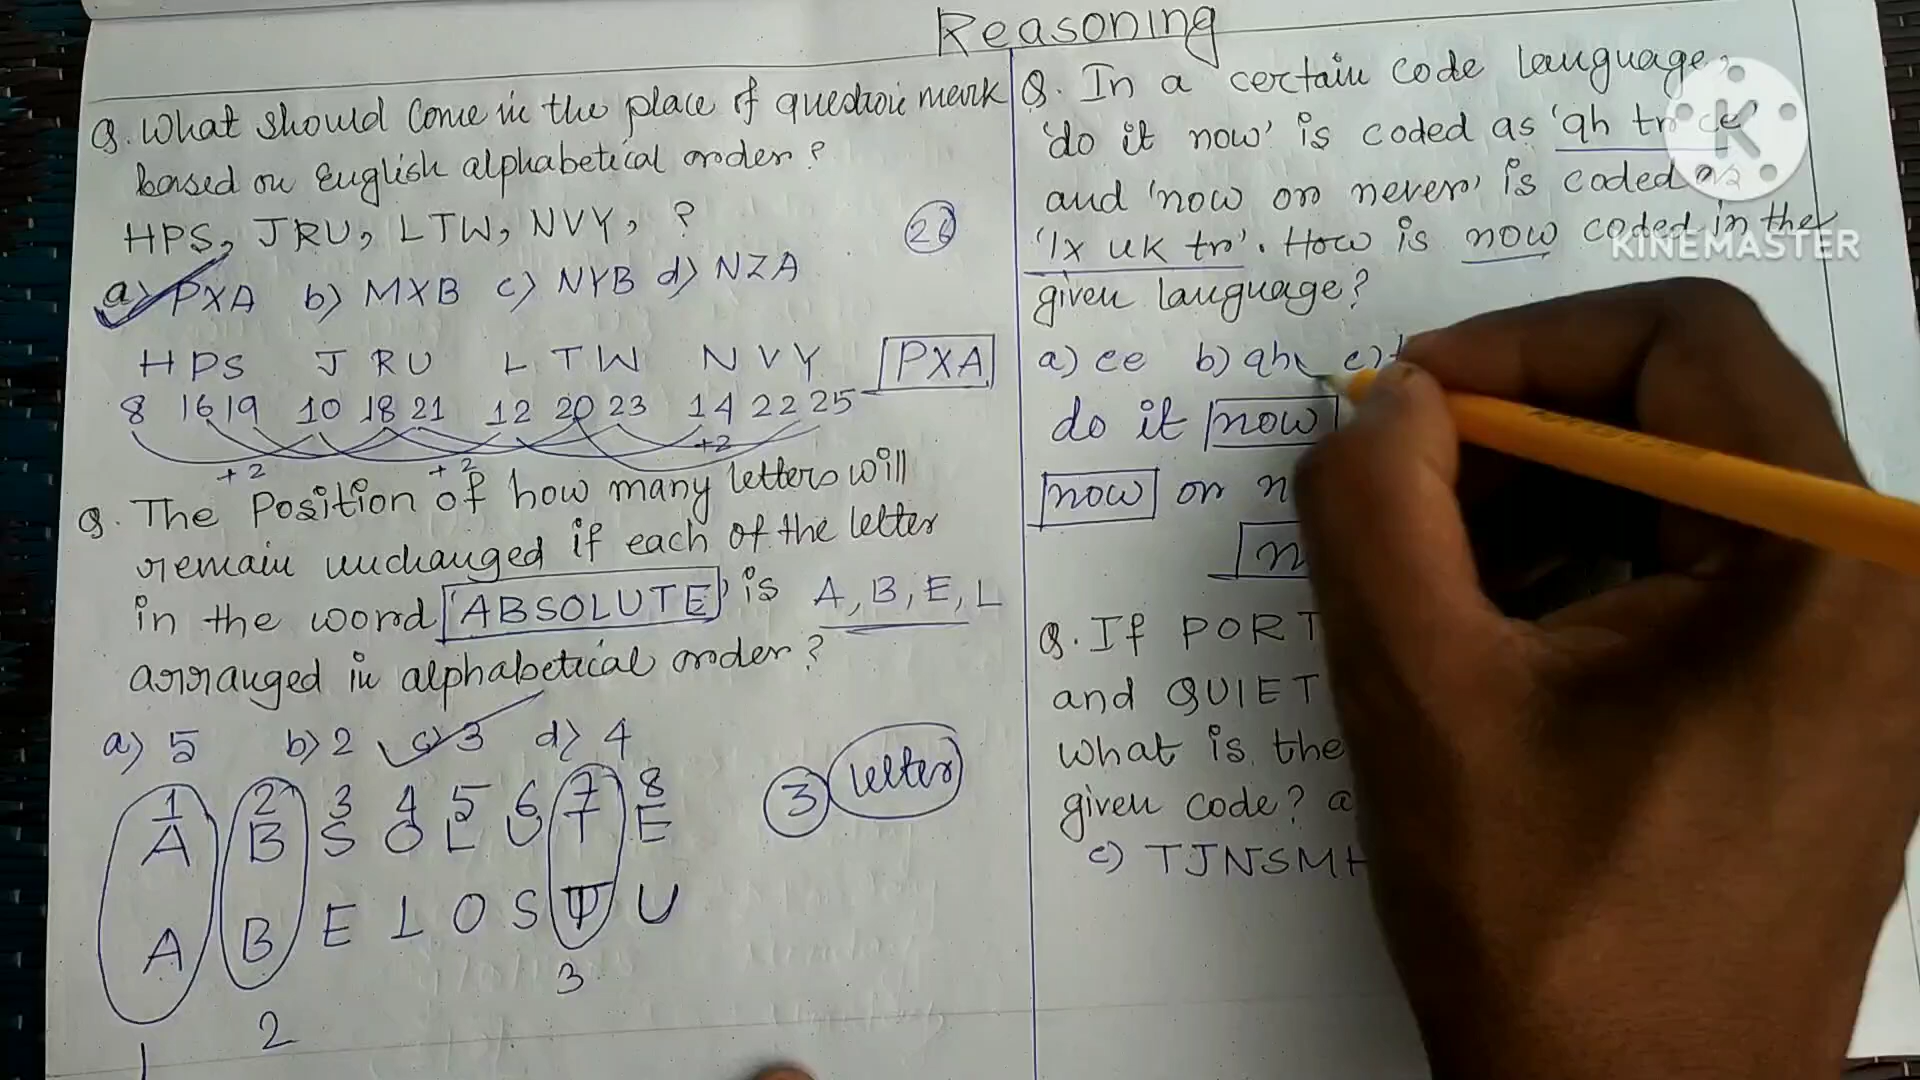 Reasoning
Q. What should come in the place of question mark
based on English alphabetical order?
HPS, JRU, LTW, NVY, ?
26
a) PXA b) MXB c) NYB d) NZA
H P S J R U L T W N V Y PXA
8 16 19 10 18 21 12 20 23 14 22 25
+2 +2 +2
Q. The Position of how many letters will
remain unchanged if each of the letter
in the word 'ABSOLUTE' is A, B, E, L
arranged in alphabetical order?
a) 5 b) 2 c) 3 d) 4
1 2 3 4 5 6 7 8
A B S O L U T E
3 letter
A B E L O S T U
1 2 3
Q. In a certain code language,
'do it now' is coded as 'qh tr ce'
and 'now or never' is coded as
'lx uk tr'. How is now coded in the
given language?
a) ce b) qh c)
do it now
now or n
n
Q. If PORT
and QUIET
what is the
given code? a
c) TJNSMH
K
KINEMASTER